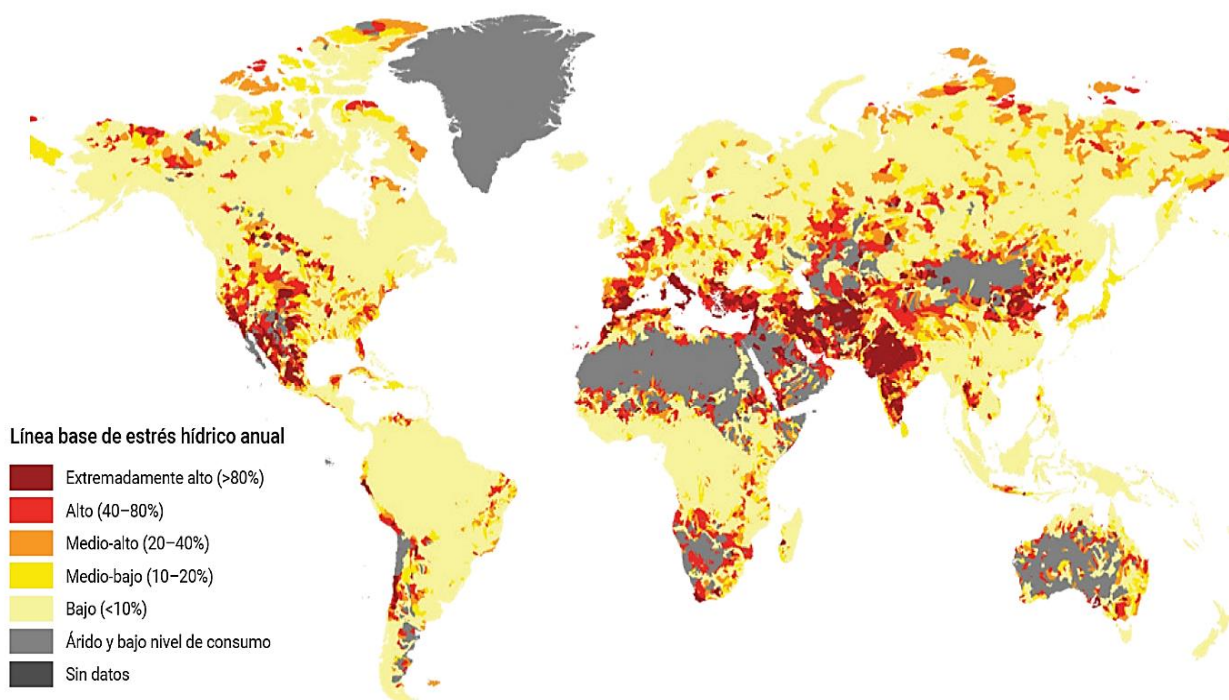 Línea base de estrés hídrico anual
Extremadamente alto (>80%)
Alto (40–80%)
Medio-alto (20–40%)
Medio-bajo (10–20%)
Bajo (<10%)
Árido y bajo nivel de consumo
Sin datos